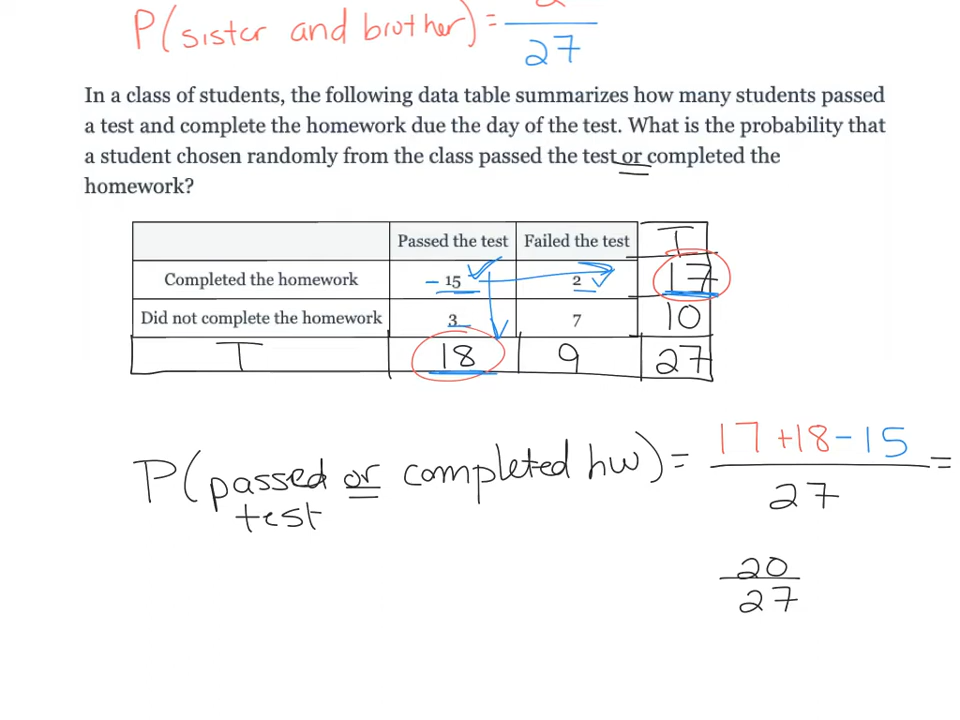 P(sister and brother) =
27
In a class of students, the following data table summarizes how many students passed
a test and complete the homework due the day of the test. What is the probability that
a student chosen randomly from the class passed the test or completed the
homework?
Passed the test Failed the test T
Completed the homework - 15 2 17
Did not complete the homework 3 7 10
T 18 9 27
P(passed or completed hw) = 17 + 18 - 15 =
test 27
20
27